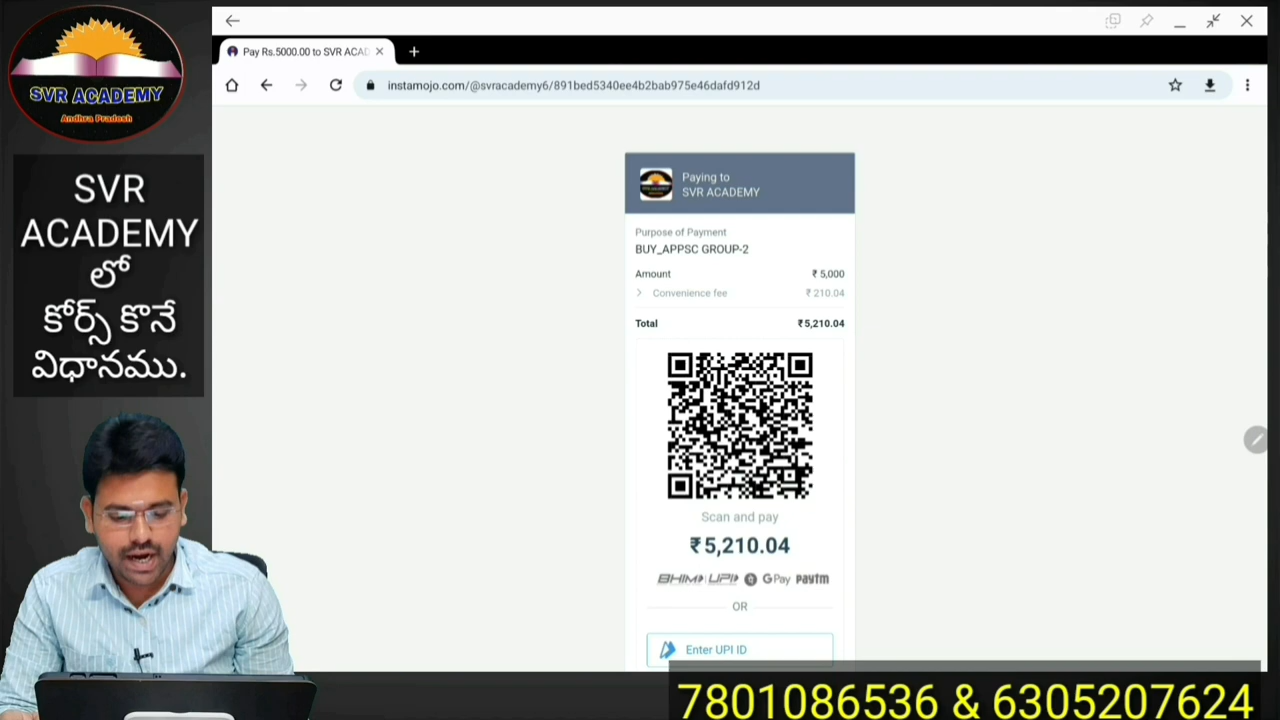 SVR ACADEMY
Andhra Pradesh
SVR
ACADEMY
లో
కోర్స్ కొనే
విధానము.
Pay Rs.5000.00 to SVR ACAD
instamojo.com/@svracademy6/891bed5340ee4b2bab975e46dafd912d
Paying to
SVR ACADEMY
Purpose of Payment
BUY_APPSC GROUP-2
Amount ₹ 5,000
Convenience fee ₹ 210.04
Total ₹5,210.04
Scan and pay
₹5,210.04
BHIM UPI GPay paytm
OR
Enter UPI ID
7801086536 & 6305207624